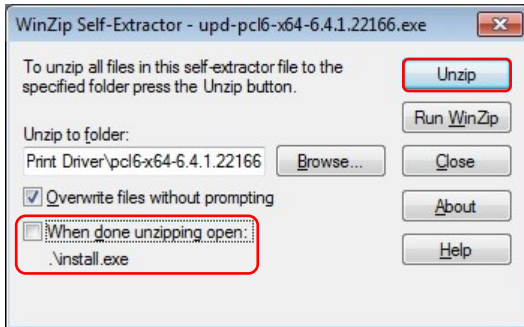 WinZip Self-Extractor - upd-pcl6-x64-6.4.1.22166.exe
To unzip all files in this self-extractor file to the
specified folder press the Unzip button.
Unzip to folder:
Print Driver\pcl6-x64-6.4.1.22166
Browse...
Overwrite files without prompting
When done unzipping open:
.\install.exe
Unzip
Run WinZip
Close
About
Help